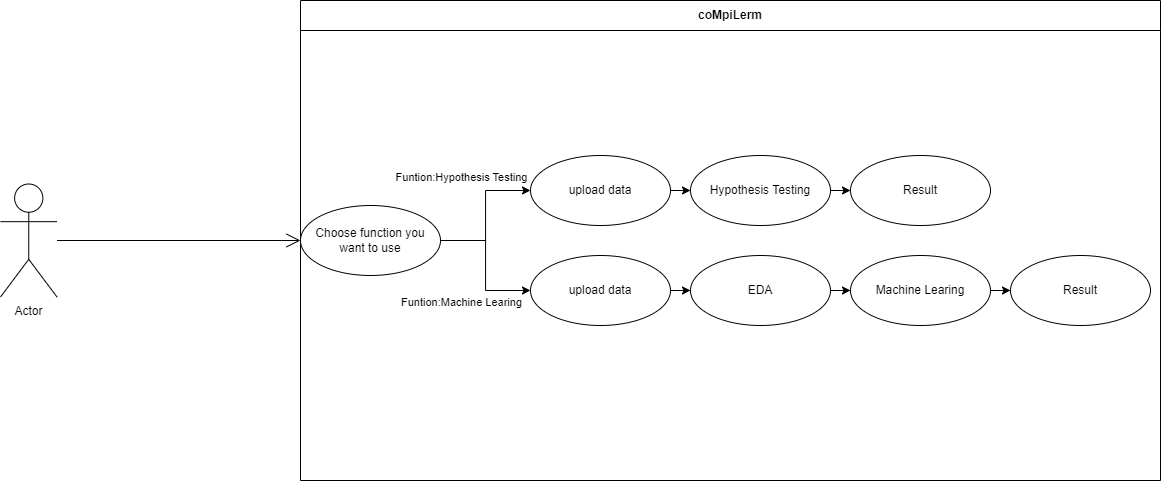 coMpiLerm
Funtion:Hypothesis Testing
upload data
Hypothesis Testing
Result
Choose function you
want to use
Actor
Funtion:Machine Learing
upload data
EDA
Machine Learing
Result